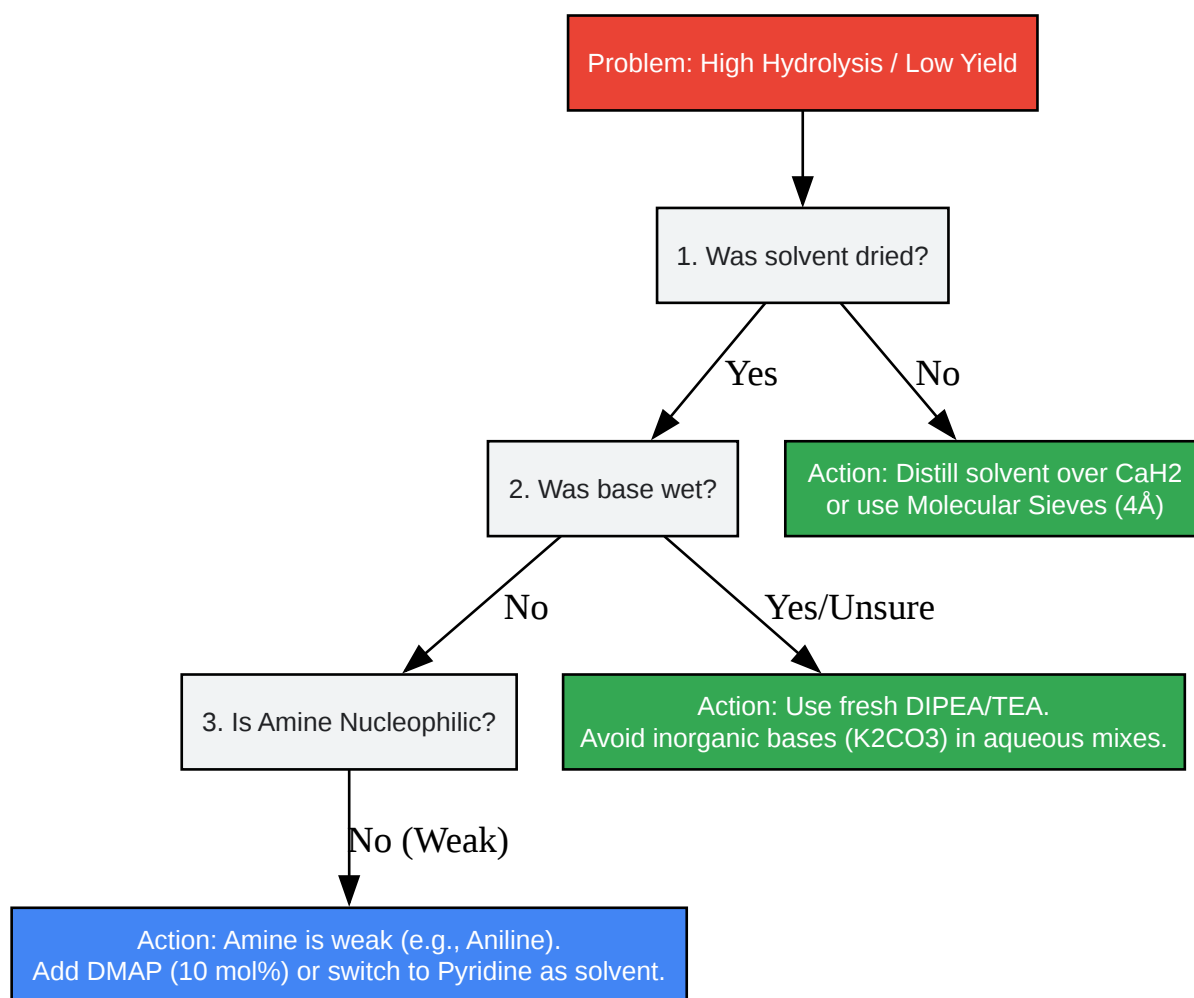 Problem: High Hydrolysis / Low Yield
1. Was solvent dried?
Yes
No
2. Was base wet?
Action: Distill solvent over CaH2
or use Molecular Sieves (4Å)
No
Yes/Unsure
3. Is Amine Nucleophilic?
Action: Use fresh DIPEA/TEA.
Avoid inorganic bases (K2CO3) in aqueous mixes.
No (Weak)
Action: Amine is weak (e.g., Aniline).
Add DMAP (10 mol%) or switch to Pyridine as solvent.